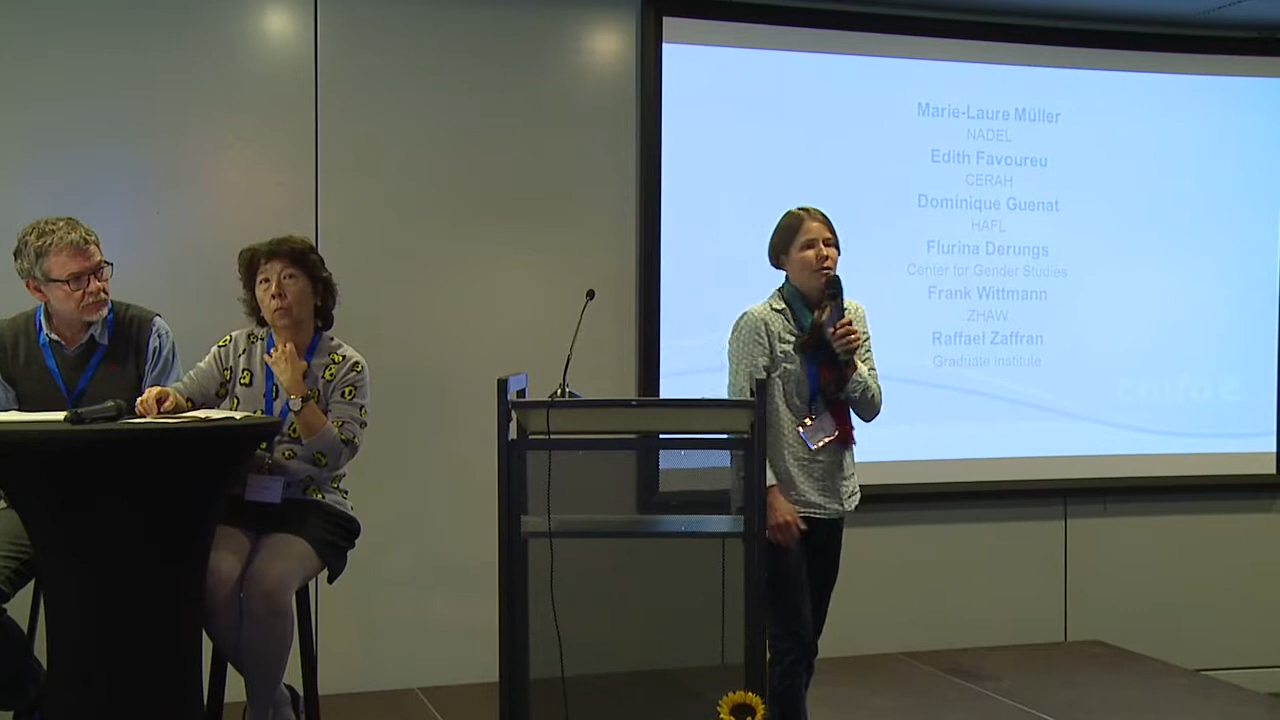 Marie-Laure Müller
NADEL
Edith Favoureu
CERAH
Dominique Guenat
HAFL
Flurina Derungs
Center for Gender Studies
Frank Wittmann
ZHAW
Raffael Zaffran
Graduate Institute